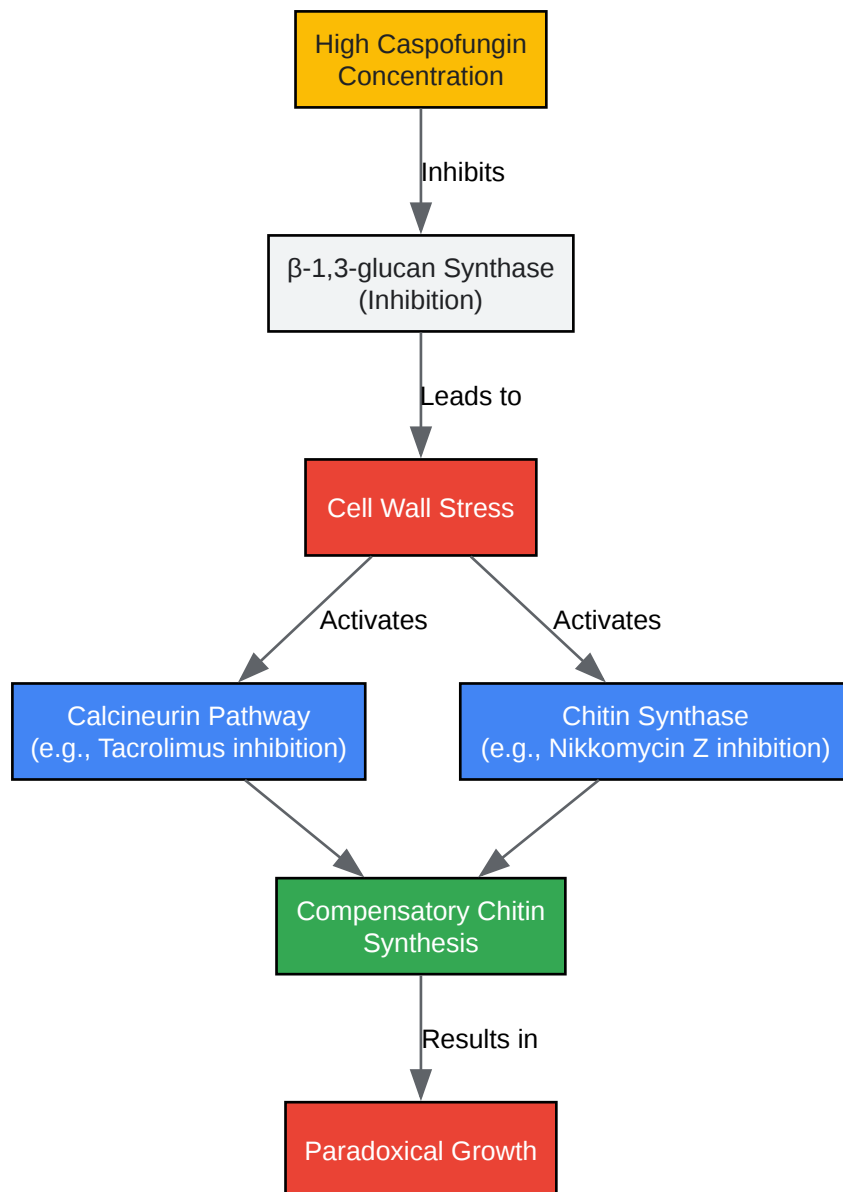 High Caspofungin
Concentration
Inhibits
β-1,3-glucan Synthase
(Inhibition)
Leads to
Cell Wall Stress
Activates
Activates
Calcineurin Pathway
(e.g., Tacrolimus inhibition)
Chitin Synthase
(e.g., Nikkomycin Z inhibition)
Compensatory Chitin
Synthesis
Results in
Paradoxical Growth